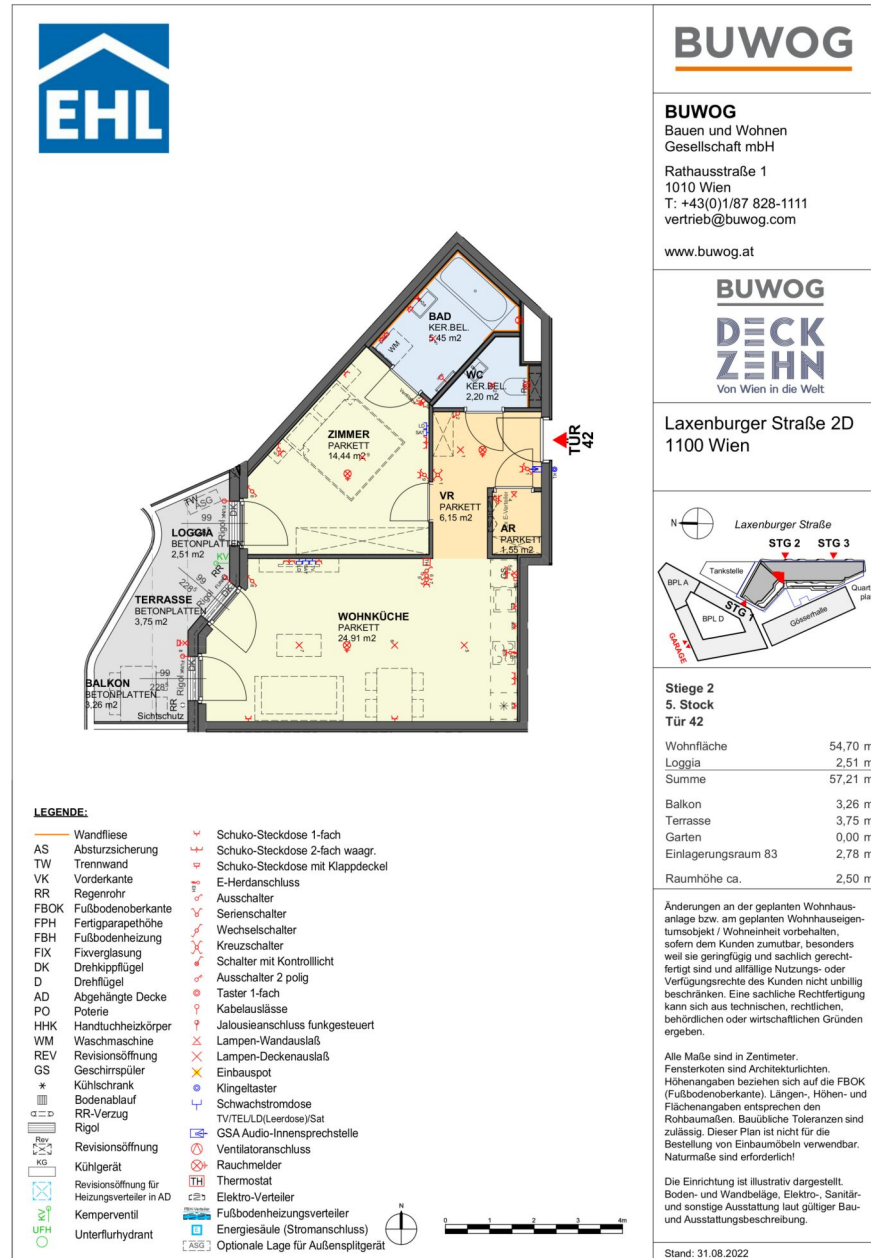 EHL
BUWOG
BUWOG
Bauen und Wohnen
Gesellschaft mbH
Rathausstraße 1
1010 Wien
T: +43(0)1/87 828-1111
vertrieb@buwog.com
www.buwog.at
BUWOG
DECK
ZEHN
Von Wien in die Welt
Laxenburger Straße 2D
1100 Wien
N
Laxenburger Straße
STG 2
STG 3
Tankstelle
BPL A
STG 1
BPL D
Gösserhalle
GARAGE
Stiege 2
5. Stock
Tür 42
Wohnfläche 54,70 m
Loggia 2,51 m
Summe 57,21 m
Balkon 3,26 m
Terrasse 3,75 m
Garten 0,00 m
Einlagerungsraum 83 2,78 m
Raumhöhe ca. 2,50 m
Änderungen an der geplanten Wohnhaus-
anlage bzw. am geplanten Wohnhauseigen-
tumsobjekt / Wohneinheit vorbehalten,
sofern dem Kunden zumutbar, besonders
weil sie geringfügig und sachlich gerecht-
fertigt sind und allfällige Nutzungs- oder
Verfügungsrechte des Kunden nicht unbillig
beschränken. Eine sachliche Rechtfertigung
kann sich aus technischen, rechtlichen,
behördlichen oder wirtschaftlichen Gründen
ergeben.
Alle Maße sind in Zentimeter.
Fensterkoten sind Architekturlichten.
Höhenangaben beziehen sich auf die FBOK
(Fußbodenoberkante). Längen-, Höhen- und
Flächenangaben entsprechen den
Rohbaumaßen. Bauübliche Toleranzen sind
zulässig. Dieser Plan ist nicht für die
Bestellung von Einbaumöbeln verwendbar.
Naturmaße sind erforderlich!
Die Einrichtung ist illustrativ dargestellt.
Boden- und Wandbeläge, Elektro-, Sanitär-
und sonstige Ausstattung laut gültiger Bau-
und Ausstattungsbeschreibung.
Stand: 31.08.2022
BAD
KER.BEL.
5,45 m2
WM
WC
KER.BEL.
2,20 m2
ZIMMER
PARKETT
14,44 m2
TÜR
42
VR
PARKETT
6,15 m2
AR
PARKETT
1,55 m2
TW
ASG
99
Rigol
DK
LOGGIA
BETONPLATTEN
2,51 m2
KV
RR
99
228⁵
Rigol
DK
TERRASSE
BETONPLATTEN
3,75 m2
WOHNKÜCHE
PARKETT
24,91 m2
GS
BALKON
BETONPLATTEN
3,26 m2
99
228⁵
Rigol
DK
RR
Sichtschutz
LEGENDE:
Wandfliese
AS Absturzsicherung
TW Trennwand
VK Vorderkante
RR Regenrohr
FBOK Fußbodenoberkante
FPH Fertigparapethöhe
FBH Fußbodenheizung
FIX Fixverglasung
DK Drehkippflügel
D Drehflügel
AD Abgehängte Decke
PO Poterie
HHK Handtuchheizkörper
WM Waschmaschine
REV Revisionsöffnung
GS Geschirrspüler
* Kühlschrank
Bodenablauf
RR-Verzug
Rigol
Rev Revisionsöffnung
KG Kühlgerät
Revisionsöffnung für
Heizungsverteiler in AD
KV Kemperventil
UFH Unterflurhydrant
Schuko-Steckdose 1-fach
Schuko-Steckdose 2-fach waagr.
Schuko-Steckdose mit Klappdeckel
E-Herdanschluss
Ausschalter
Serienschalter
Wechselschalter
Kreuzschalter
Schalter mit Kontrolllicht
Ausschalter 2 polig
Taster 1-fach
Kabelauslässe
Jalousieanschluss funkgesteuert
Lampen-Wandauslaß
Lampen-Deckenauslaß
Einbauspot
Klingeltaster
Schwachstromdose
TV/TEL/LD(Leerdose)/Sat
GSA Audio-Innensprechstelle
Ventilatoranschluss
Rauchmelder
TH Thermostat
Elektro-Verteiler
Fußbodenheizungsverteiler
Energiesäule (Stromanschluss)
ASG Optionale Lage für Außensplitgerät
N
0 1 2 3 4m